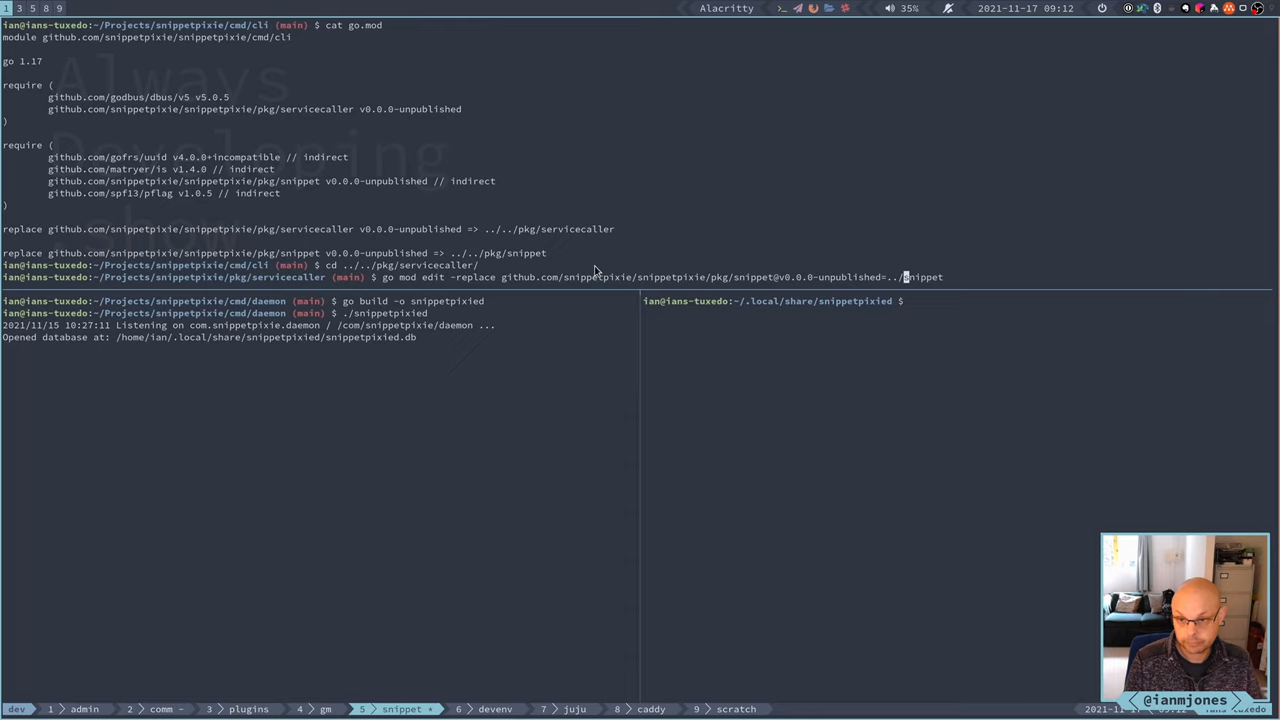 1 3 5 8 9
Alacritty
35%
2021-11-17 09:12
ian@ians-tuxedo:~/Projects/snippetpixie/cmd/cli (main) $ cat go.mod
module github.com/snippetpixie/snippetpixie/cmd/cli
go 1.17
require (
github.com/godbus/dbus/v5 v5.0.5
github.com/snippetpixie/snippetpixie/pkg/servicecaller v0.0.0-unpublished
)
require (
github.com/gofrs/uuid v4.0.0+incompatible // indirect
github.com/matryer/is v1.4.0 // indirect
github.com/snippetpixie/snippetpixie/pkg/snippet v0.0.0-unpublished // indirect
github.com/spf13/pflag v1.0.5 // indirect
)
replace github.com/snippetpixie/snippetpixie/pkg/servicecaller v0.0.0-unpublished => ../../pkg/servicecaller
replace github.com/snippetpixie/snippetpixie/pkg/snippet v0.0.0-unpublished => ../../pkg/snippet
ian@ians-tuxedo:~/Projects/snippetpixie/cmd/cli (main) $ cd ../../pkg/servicecaller/
ian@ians-tuxedo:~/Projects/snippetpixie/pkg/servicecaller (main) $ go mod edit -replace github.com/snippetpixie/snippetpixie/pkg/snippet@v0.0.0-unpublished=../snippet
Always
Developing
.show
ian@ians-tuxedo:~/Projects/snippetpixie/cmd/daemon (main) $ go build -o snippetpixied
ian@ians-tuxedo:~/Projects/snippetpixie/cmd/daemon (main) $ ./snippetpixied
2021/11/15 10:27:11 Listening on com.snippetpixie.daemon / /com/snippetpixie/daemon ...
Opened database at: /home/ian/.local/share/snippetpixied/snippetpixied.db
ian@ians-tuxedo:~/.local/share/snippetpixied $
@ianmjones
dev 1 admin 2 comm - 3 plugins 4 gm 5 snippet * 6 devenv 7 juju 8 caddy 9 scratch